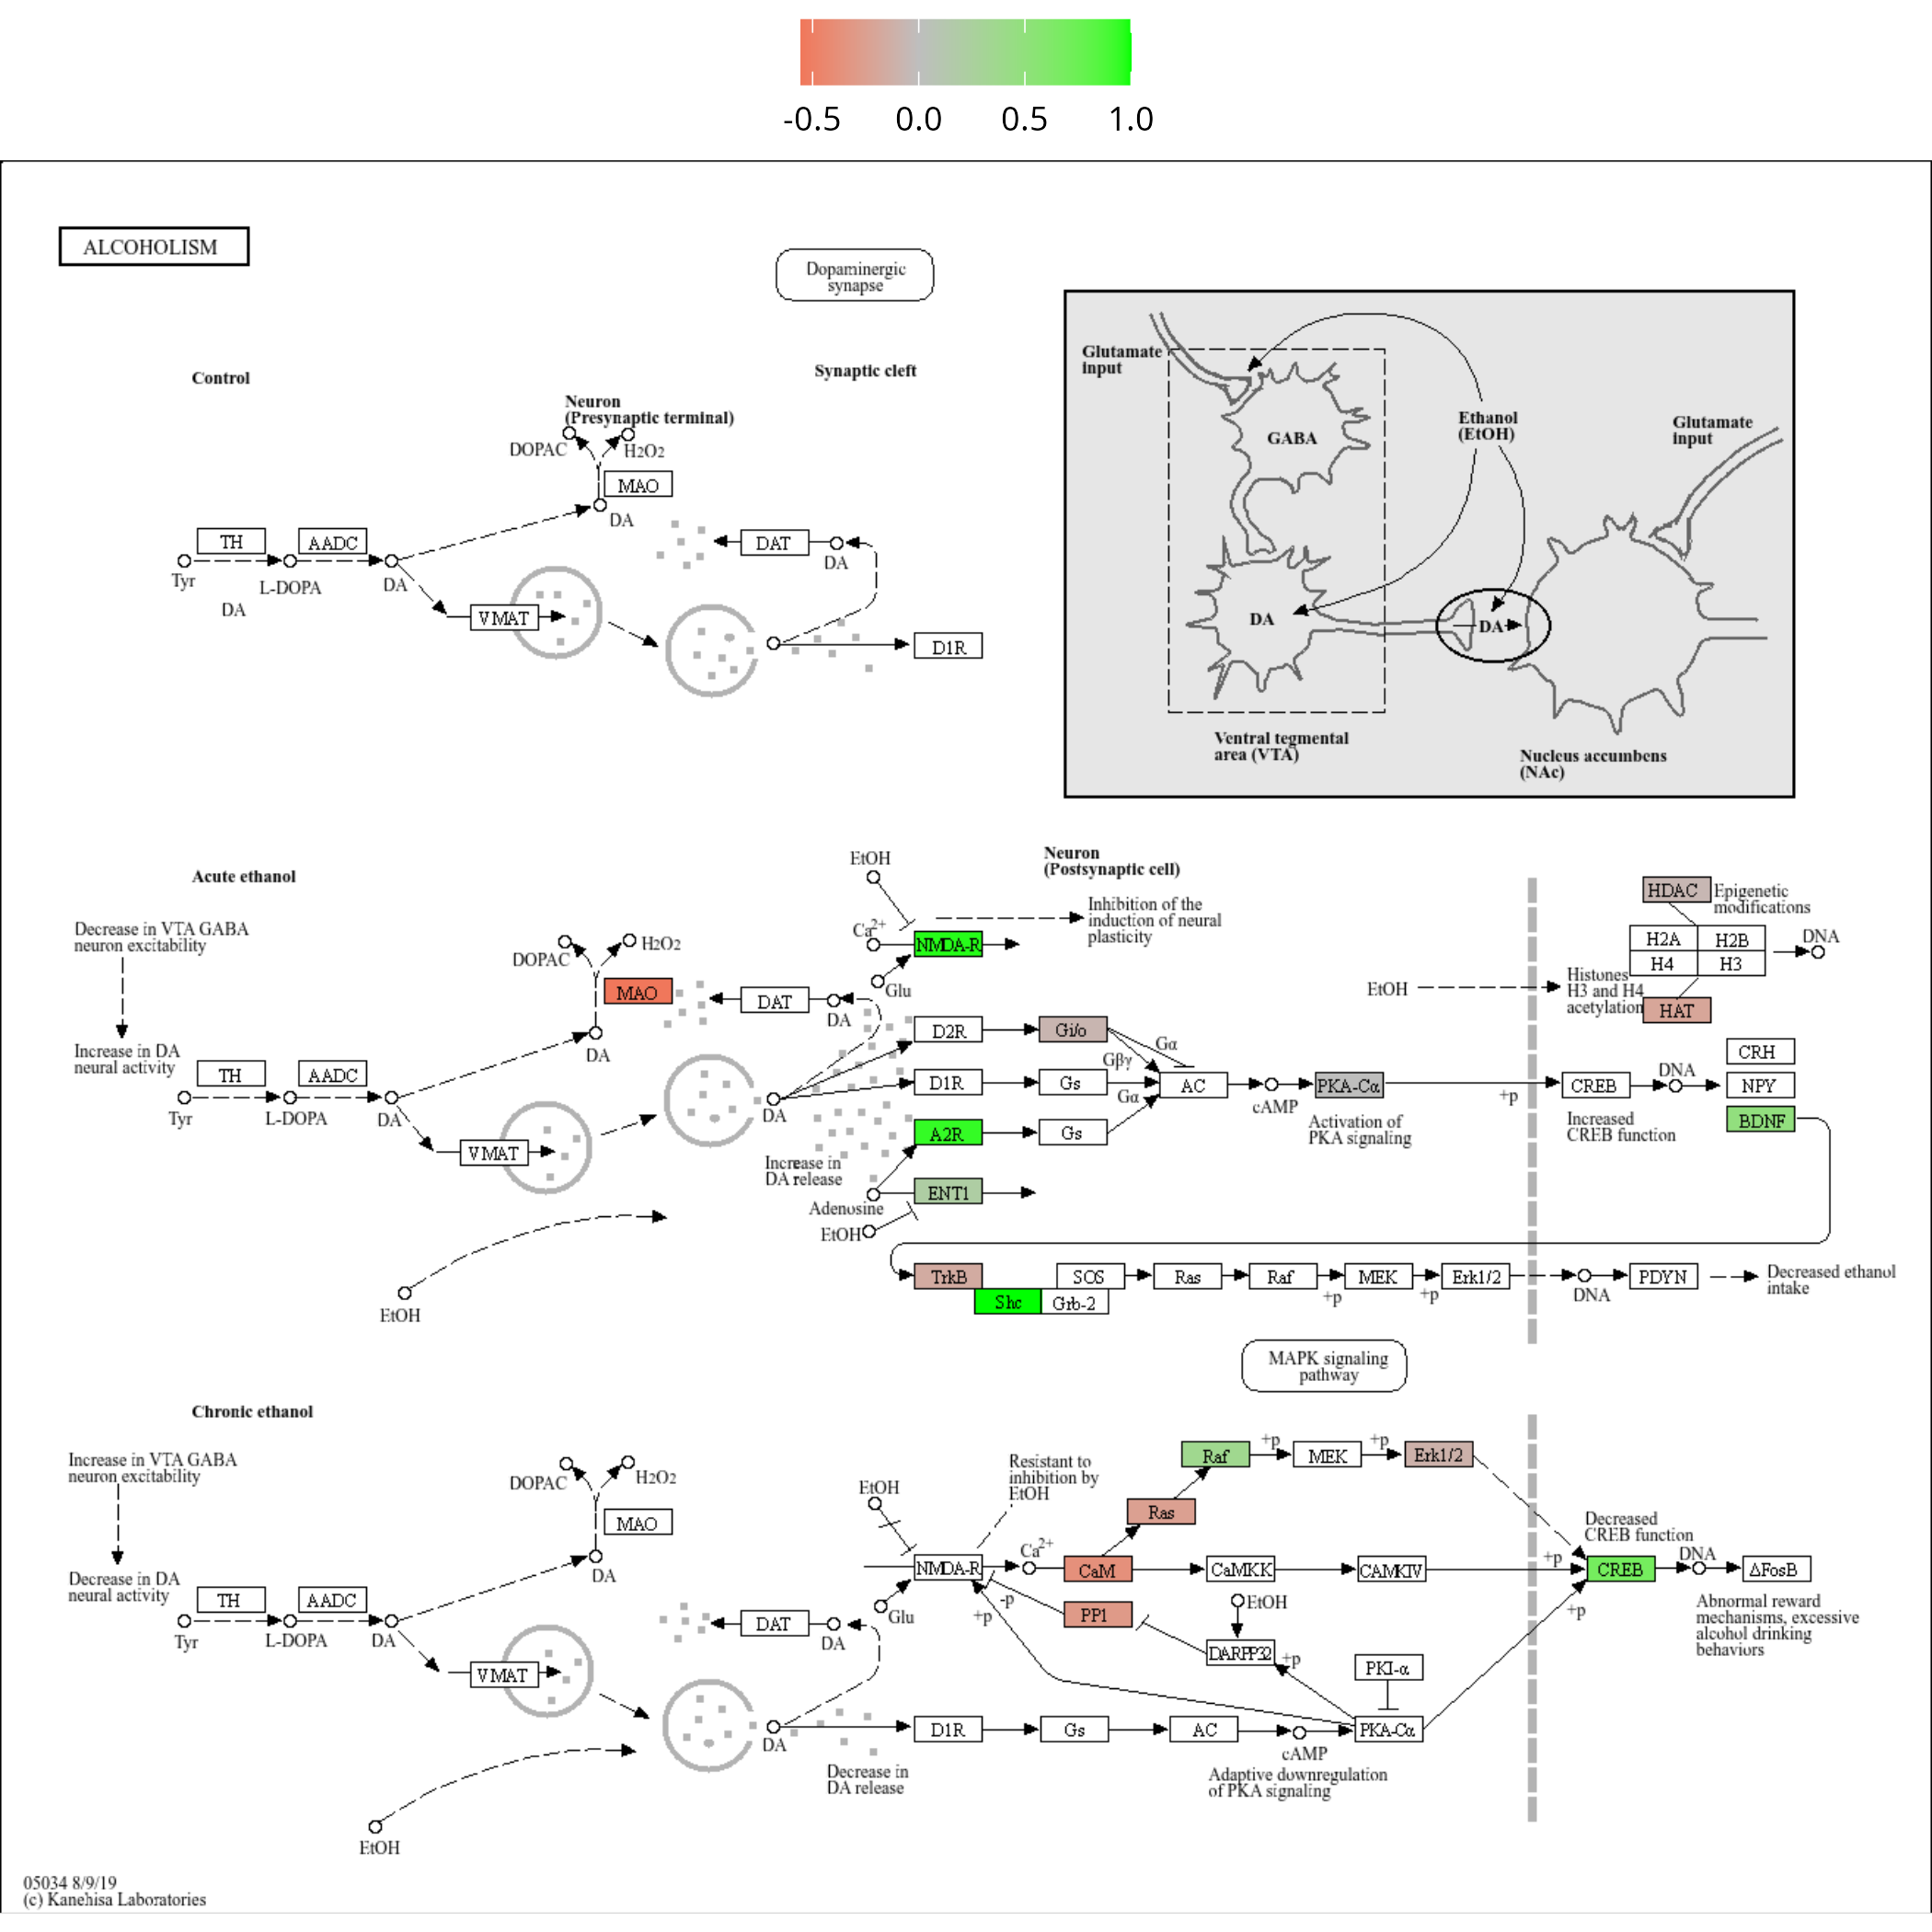 -0.5 0.0 0.5 1.0
ALCOHOLISM
Dopaminergic
synapse
Control
Synaptic cleft
Neuron
(Presynaptic terminal)
DOPAC
H2O2
MAO
DA
TH
AADC
Tyr
L-DOPA
DA
DA
VMAT
DAT
DA
D1R
Glutamate
input
GABA
Ethanol
(EtOH)
Glutamate
input
DA
DA
Ventral tegmental
area (VTA)
Nucleus accumbens
(NAc)
Acute ethanol
Decrease in VTA GABA
neuron excitability
Increase in DA
neural activity
DOPAC
H2O2
MAO
DA
TH
AADC
Tyr
L-DOPA
DA
VMAT
EtOH
DAT
DA
DA
Increase in
DA release
EtOH
Ca2+
NMDA-R
Glu
Neuron
(Postsynaptic cell)
Inhibition of the
induction of neural
plasticity
D2R
Gi/o
Gα
Gβγ
D1R
Gs
AC
cAMP
PKA-Cα
Activation of
PKA signaling
+p
Gα
A2R
Gs
Adenosine
ENT1
EtOH
HDAC
Epigenetic
modifications
H2A
H2B
H4
H3
DNA
EtOH
Histones
H3 and H4
acetylation
HAT
CREB
DNA
CRH
NPY
BDNF
Increased
CREB function
TrkB
Shc
Grb-2
SOS
Ras
Raf
+p
MEK
+p
Erk1/2
DNA
PDYN
Decreased ethanol
intake
MAPK signaling
pathway
Chronic ethanol
Increase in VTA GABA
neuron excitability
Decrease in DA
neural activity
DOPAC
H2O2
MAO
DA
TH
AADC
Tyr
L-DOPA
DA
VMAT
EtOH
DAT
DA
DA
Decrease in
DA release
EtOH
NMDA-R
Glu
Resistant to
inhibition by
EtOH
Ca2+
CaM
Ras
Raf
+p
MEK
+p
Erk1/2
CaMKK
CAMKIV
+p
Decreased
CREB function
CREB
DNA
ΔFosB
Abnormal reward
mechanisms, excessive
alcohol drinking
behaviors
+p
-p
PP1
EtOH
DARPP32
+p
PKI-α
+p
D1R
Gs
AC
cAMP
PKA-Cα
Adaptive downregulation
of PKA signaling
05034 8/9/19
(c) Kanehisa Laboratories